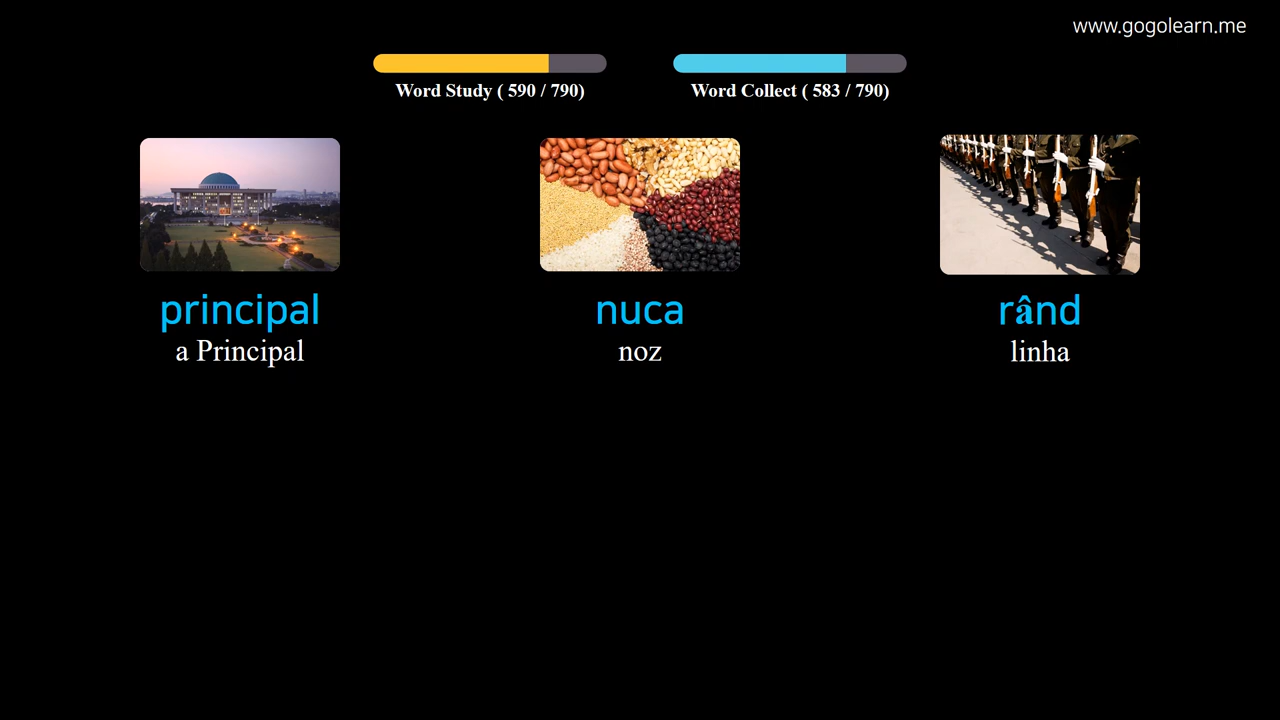 www.gogolearn.me
Word Study ( 590 / 790)
Word Collect ( 583 / 790)
principal
a Principal
nuca
noz
rând
linha